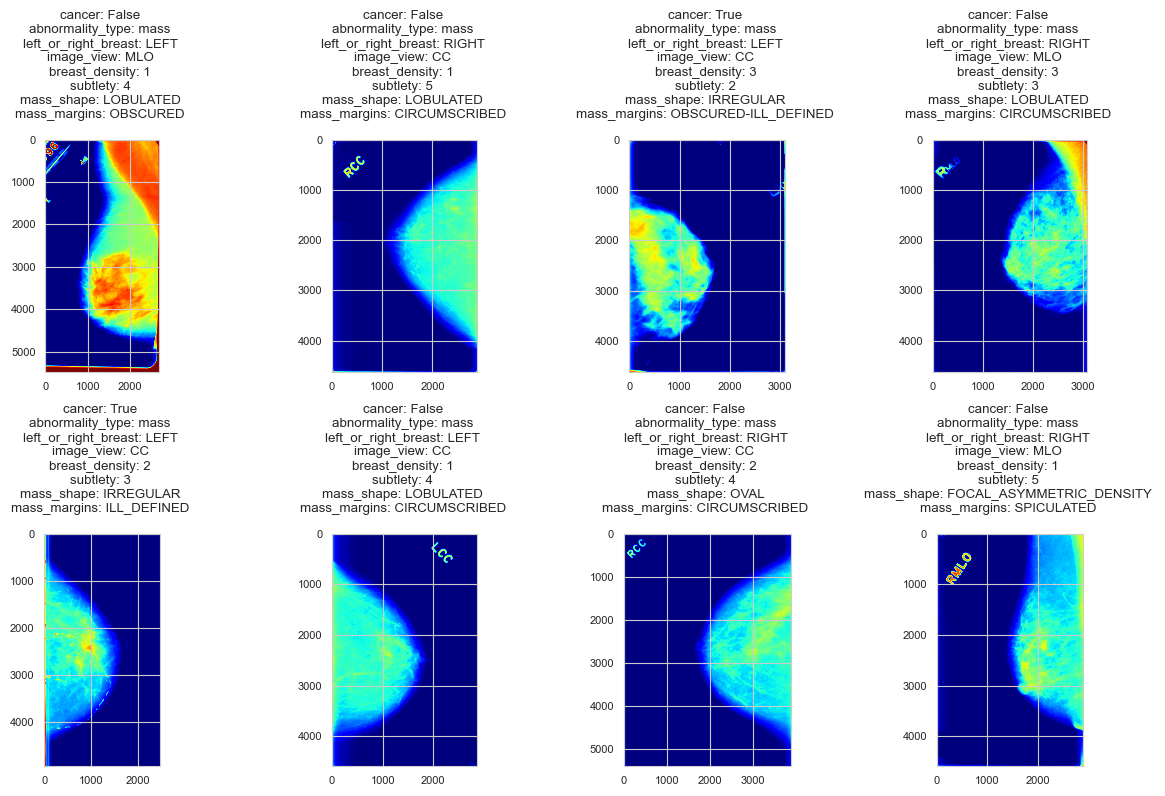 cancer: False
abnormality_type: mass
left_or_right_breast: LEFT
image_view: MLO
breast_density: 1
subtlety: 4
mass_shape: LOBULATED
mass_margins: OBSCURED
0
1000
2000
3000
4000
5000
0
1000
2000
cancer: False
abnormality_type: mass
left_or_right_breast: RIGHT
image_view: CC
breast_density: 1
subtlety: 5
mass_shape: LOBULATED
mass_margins: CIRCUMSCRIBED
RCC
0
1000
2000
3000
4000
0
2000
cancer: True
abnormality_type: mass
left_or_right_breast: LEFT
image_view: CC
breast_density: 3
subtlety: 2
mass_shape: IRREGULAR
mass_margins: OBSCURED-ILL_DEFINED
0
1000
2000
3000
4000
0
1000
2000
3000
cancer: False
abnormality_type: mass
left_or_right_breast: RIGHT
image_view: MLO
breast_density: 3
subtlety: 3
mass_shape: LOBULATED
mass_margins: CIRCUMSCRIBED
RMLO
0
1000
2000
3000
4000
0
1000
2000
3000
cancer: True
abnormality_type: mass
left_or_right_breast: LEFT
image_view: CC
breast_density: 2
subtlety: 3
mass_shape: IRREGULAR
mass_margins: ILL_DEFINED
0
1000
2000
3000
4000
0
1000
2000
cancer: False
abnormality_type: mass
left_or_right_breast: LEFT
image_view: CC
breast_density: 1
subtlety: 4
mass_shape: LOBULATED
mass_margins: CIRCUMSCRIBED
LCC
0
1000
2000
3000
4000
0
2000
cancer: False
abnormality_type: mass
left_or_right_breast: RIGHT
image_view: CC
breast_density: 2
subtlety: 4
mass_shape: OVAL
mass_margins: CIRCUMSCRIBED
RCC
0
1000
2000
3000
4000
5000
0
1000
2000
3000
cancer: False
abnormality_type: mass
left_or_right_breast: RIGHT
image_view: MLO
breast_density: 1
subtlety: 5
mass_shape: FOCAL_ASYMMETRIC_DENSITY
mass_margins: SPICULATED
RMLO
0
1000
2000
3000
4000
0
2000